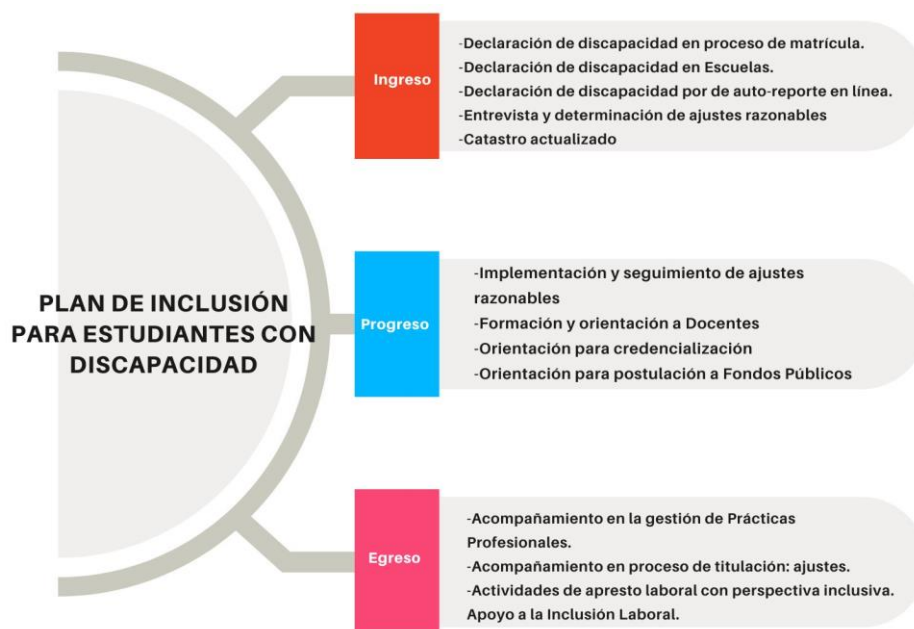 PLAN DE INCLUSIÓN
PARA ESTUDIANTES CON
DISCAPACIDAD
Ingreso
-Declaración de discapacidad en proceso de matrícula.
-Declaración de discapacidad en Escuelas.
-Declaración de discapacidad por de auto-reporte en línea.
-Entrevista y determinación de ajustes razonables
-Catastro actualizado
Progreso
-Implementación y seguimiento de ajustes
razonables
-Formación y orientación a Docentes
-Orientación para credencialización
-Orientación para postulación a Fondos Públicos
Egreso
-Acompañamiento en la gestión de Prácticas
Profesionales.
-Acompañamiento en proceso de titulación: ajustes.
-Actividades de apresto laboral con perspectiva inclusiva.
Apoyo a la Inclusión Laboral.